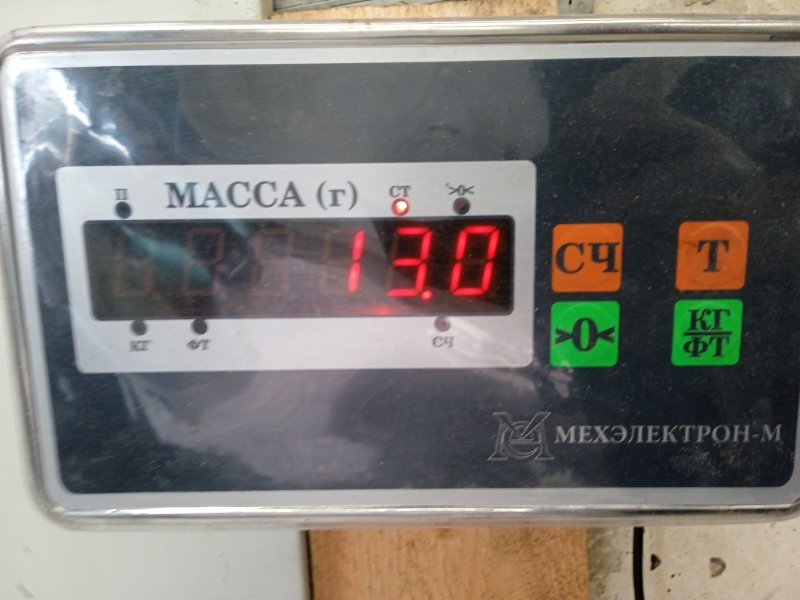 П МАССА (г) СТ >0<
13.0
КГ ФТ СЧ
СЧ Т
>0< КГ
ФТ
МЕХЭЛЕКТРОН-М